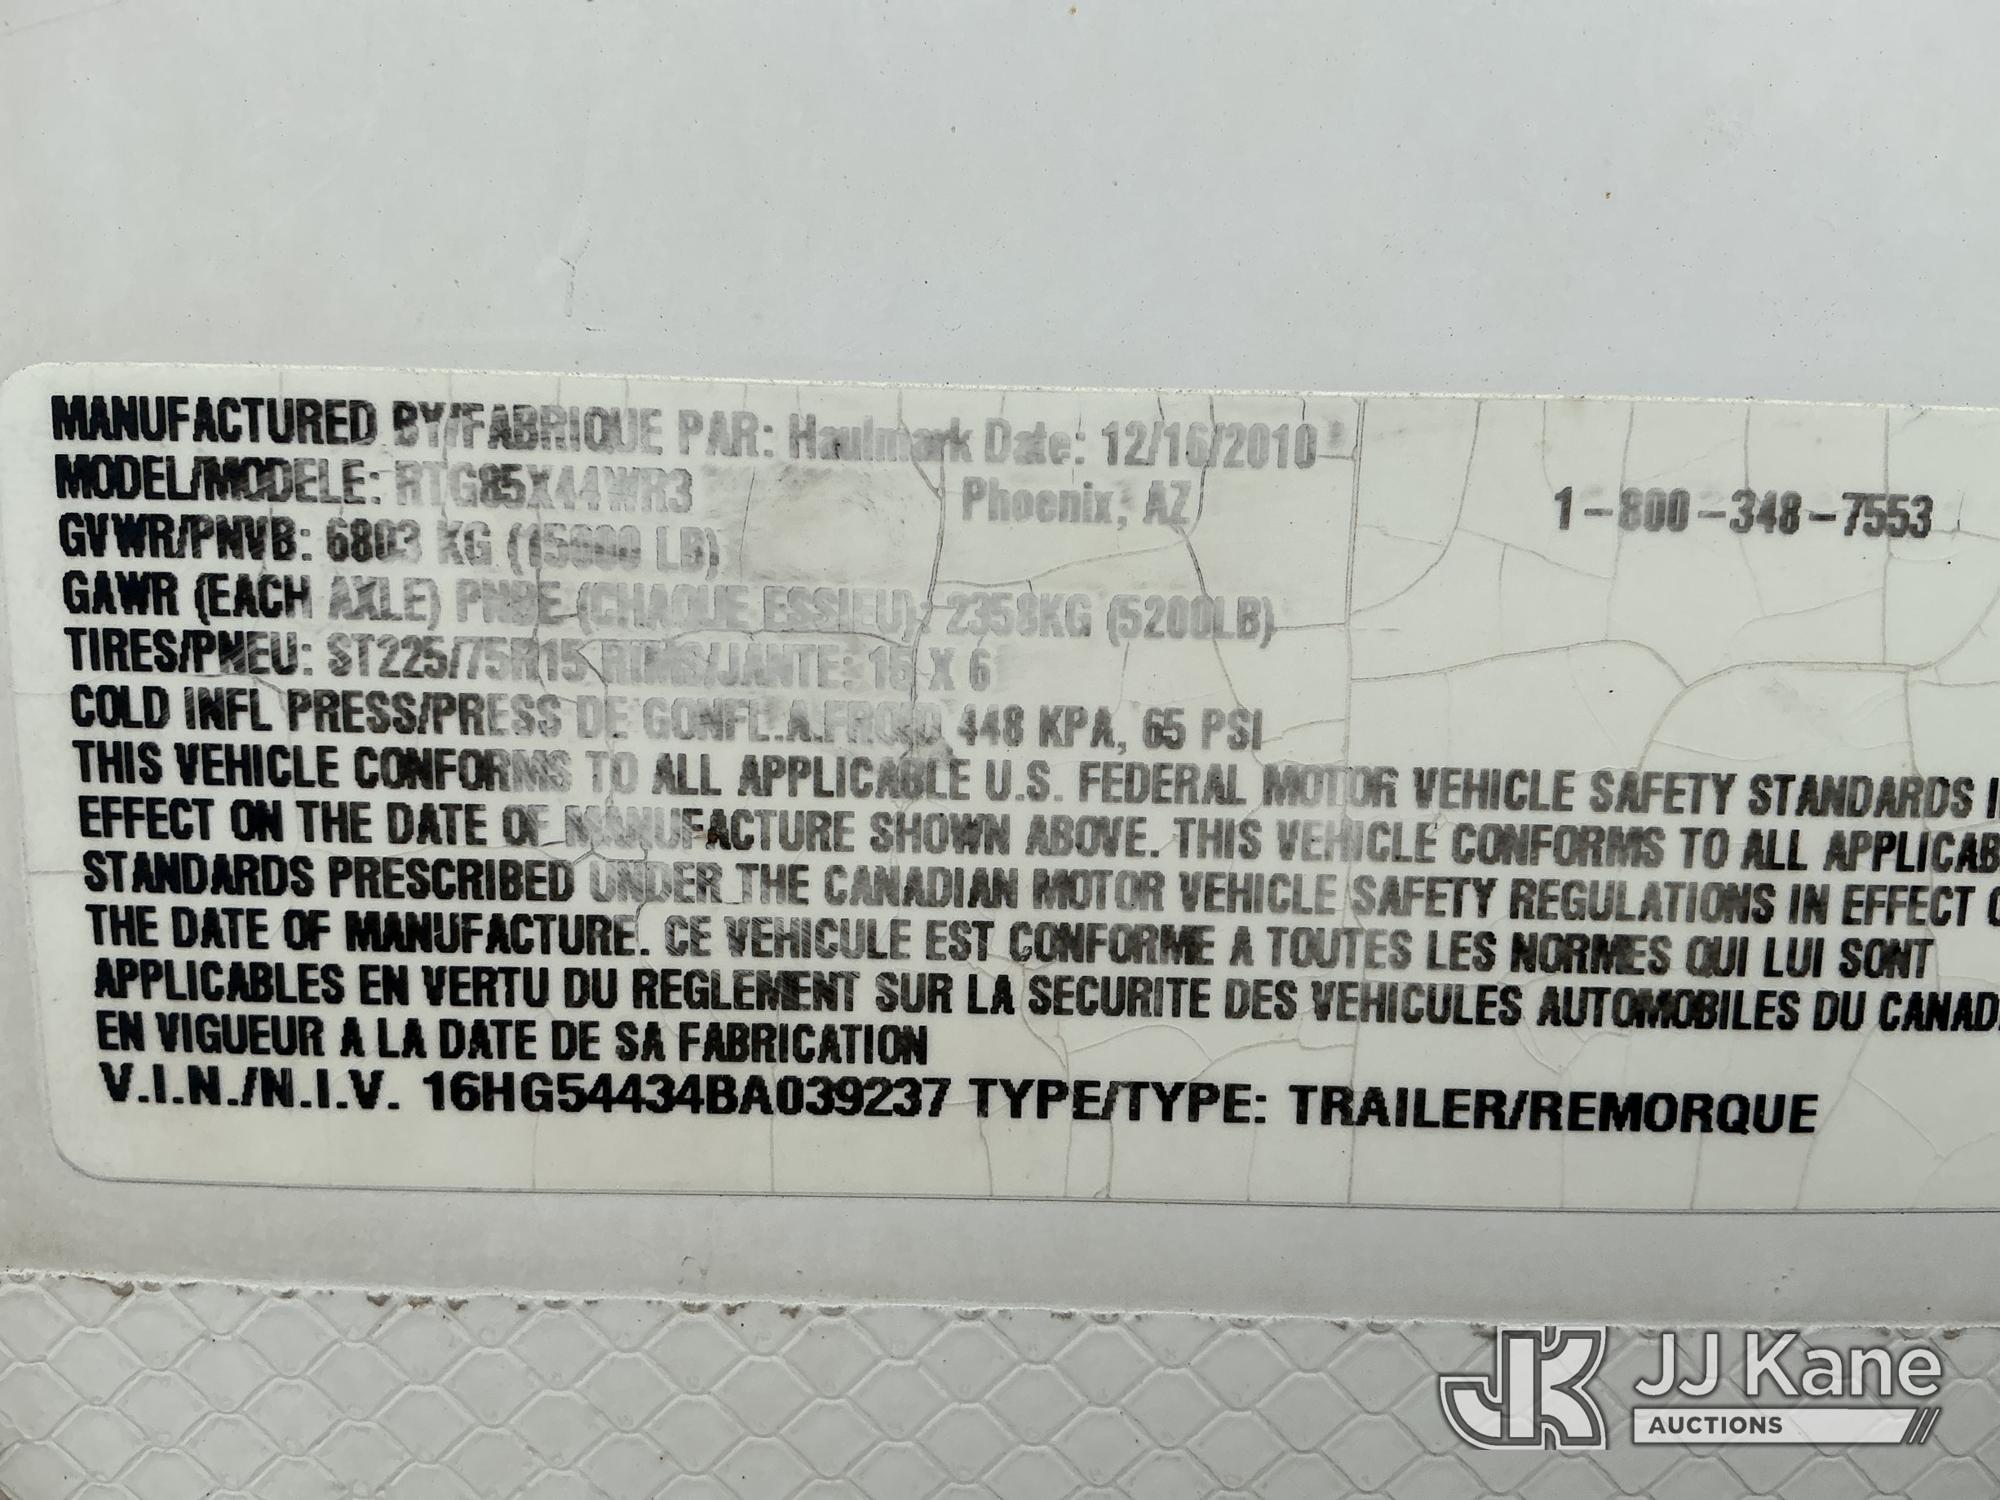 MANUFACTURED BY/FABRIQUE PAR: Haulmark Date: 12/16/2010
MODEL/MODELE: RTG85X44WR3 Phoenix, AZ 1-800-348-7553
GVWR/PNVB: 6803 KG (15000 LB)
GAWR (EACH AXLE) PNBE (CHAQUE ESSIEU): 2358KG (5200LB)
TIRES/PNEU: ST225/75R15 RIMS/JANTE: 15 X 6
COLD INFL PRESS/PRESS DE GONFL.A.FROID 448 KPA, 65 PSI
THIS VEHICLE CONFORMS TO ALL APPLICABLE U.S. FEDERAL MOTOR VEHICLE SAFETY STANDARDS I
EFFECT ON THE DATE OF MANUFACTURE SHOWN ABOVE. THIS VEHICLE CONFORMS TO ALL APPLICAB
STANDARDS PRESCRIBED UNDER THE CANADIAN MOTOR VEHICLE SAFETY REGULATIONS IN EFFECT O
THE DATE OF MANUFACTURE. CE VEHICULE EST CONFORME A TOUTES LES NORMES QUI LUI SONT
APPLICABLES EN VERTU DU REGLEMENT SUR LA SECURITE DES VEHICULES AUTOMOBILES DU CANAD
EN VIGUEUR A LA DATE DE SA FABRICATION
V.I.N./N.I.V. 16HG54434BA039237 TYPE/TYPE: TRAILER/REMORQUE
JK JJ Kane
AUCTIONS